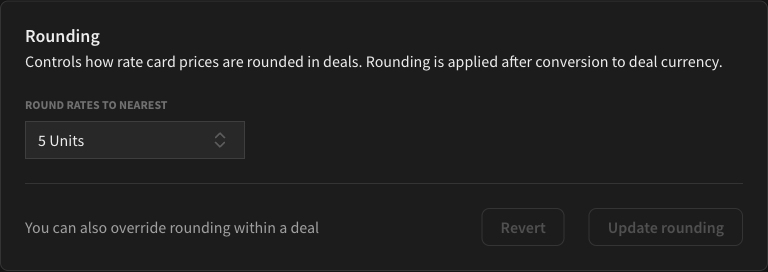 Rounding
Controls how rate card prices are rounded in deals. Rounding is applied after conversion to deal currency.
ROUND RATES TO NEAREST
5 Units
You can also override rounding within a deal
Revert
Update rounding